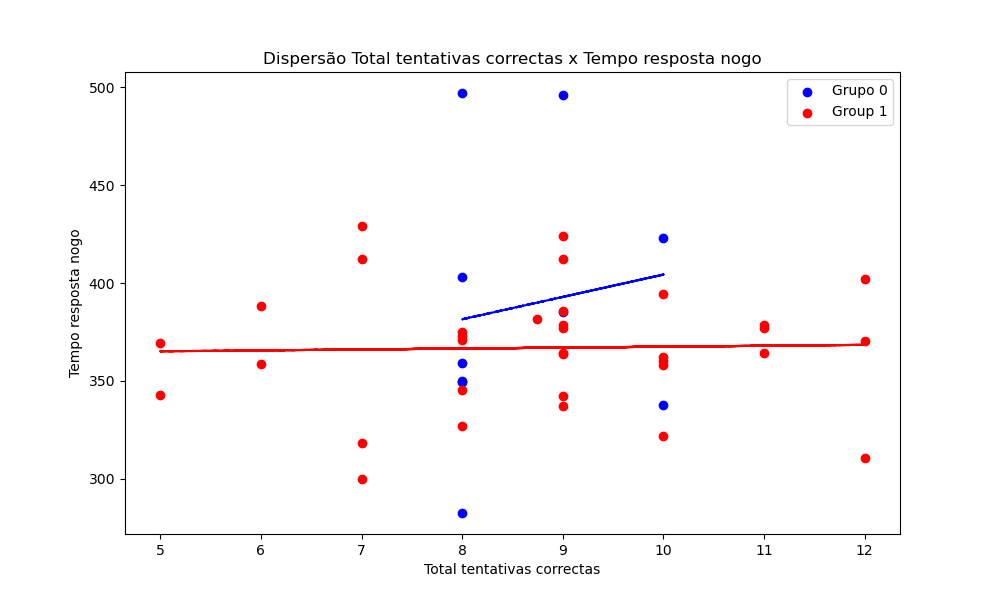 Dispersão Total tentativas correctas x Tempo resposta nogo
Grupo 0
Group 1
Tempo resposta nogo
500
450
400
350
300
5 6 7 8 9 10 11 12
Total tentativas correctas